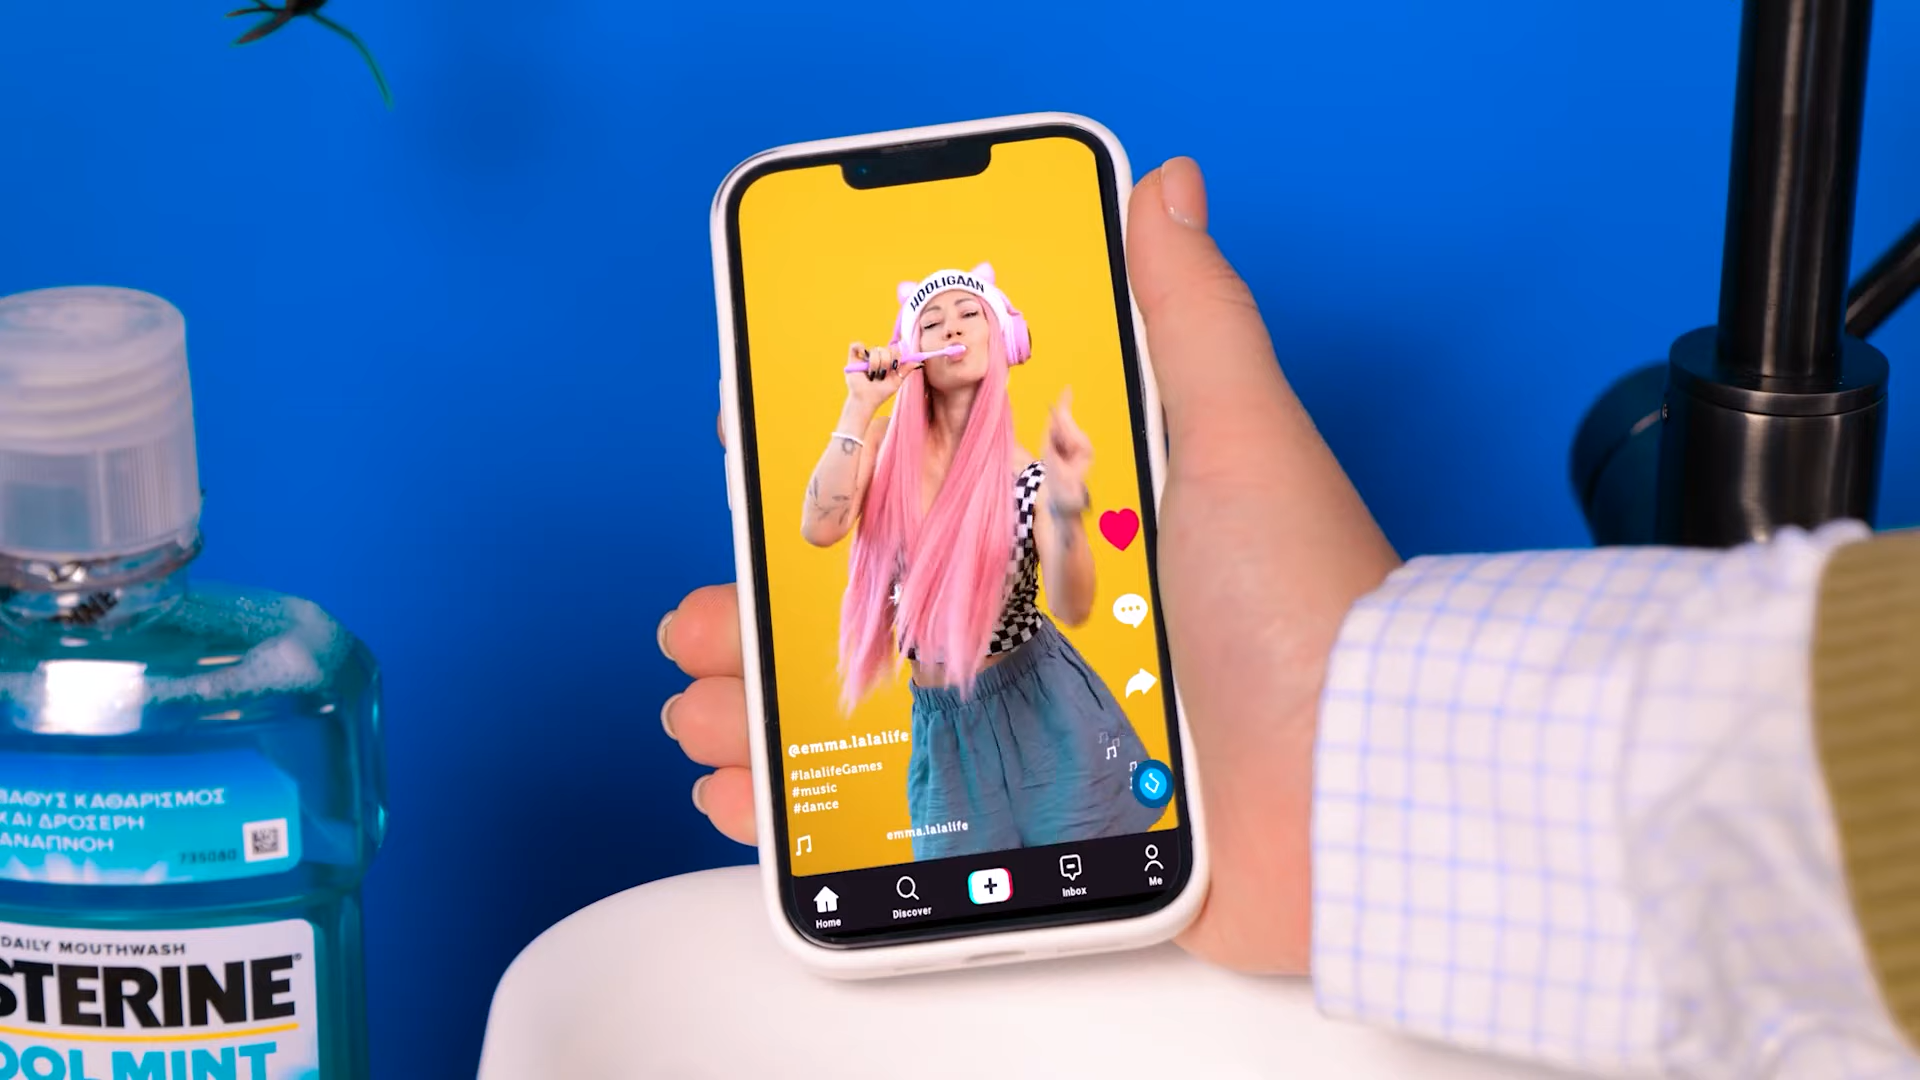 HOOLIGAAN
@emma.lalalife
#lalalifeGames
#music
#dance
emma.lalalife
Home
Discover
Inbox
Me
ΒΑΘΥΣ ΚΑΘΑΡΙΣΜΟΣ
ΚΑΙ ΔΡΟΣΕΡΗ
ΑΝΑΠΝΟΗ
735080
DAILY MOUTHWASH
STERINE®
OOL MINT